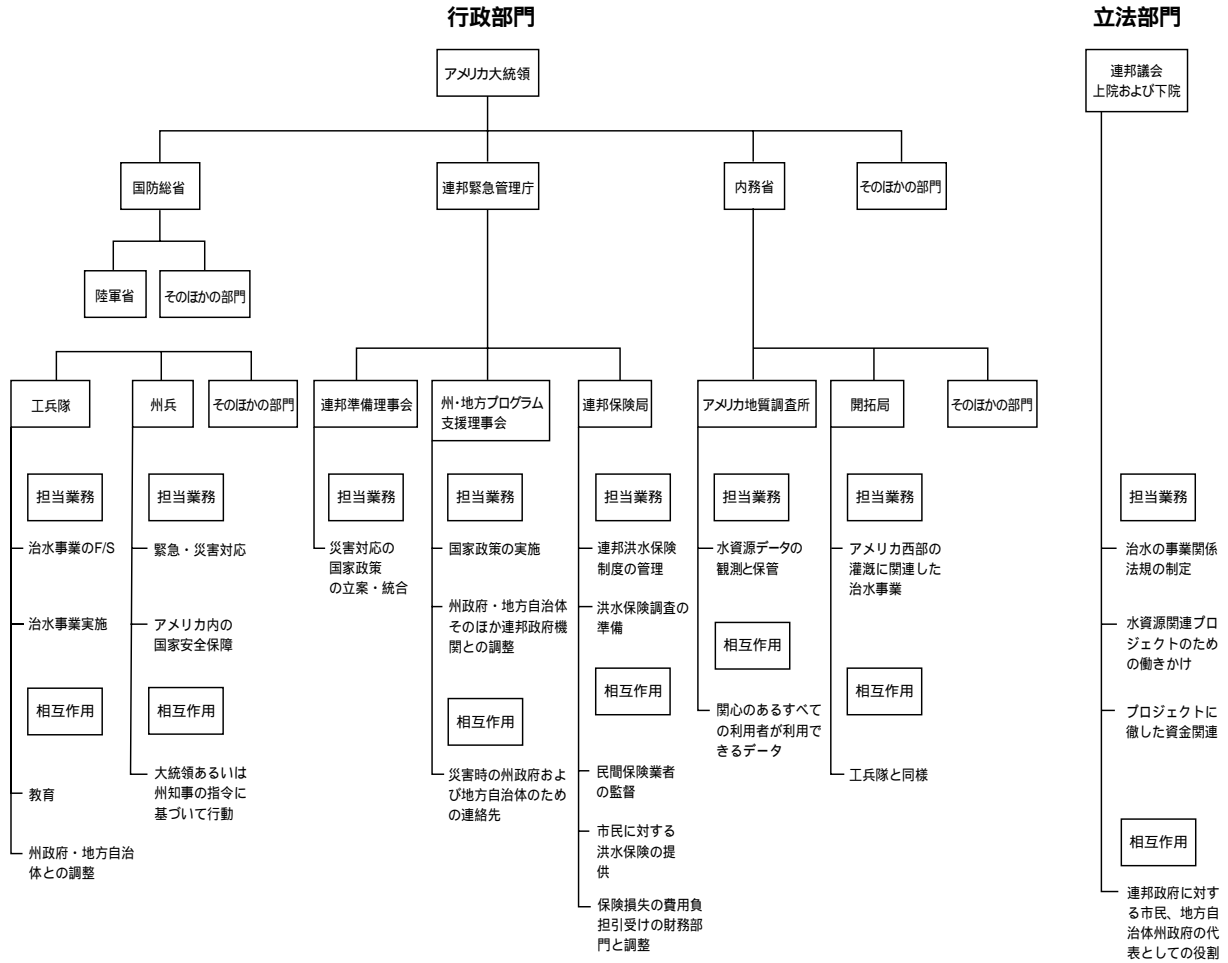 行政部門
立法部門
アメリカ大統領
連邦議会
上院および下院
国防総省
連邦緊急管理庁
内務省
そのほかの部門
陸軍省
そのほかの部門
工兵隊
州兵
そのほかの部門
連邦準備理事会
州・地方プログラム
支援理事会
連邦保険局
アメリカ地質調査所
開拓局
そのほかの部門
担当業務
治水事業のF/S
治水事業実施
相互作用
教育
州政府・地方自治
体との調整
担当業務
緊急・災害対応
アメリカ内の
国家安全保障
相互作用
大統領あるいは
州知事の指令に
基づいて行動
担当業務
災害対応の
国家政策
の立案・統合
担当業務
国家政策の実施
州政府・地方自治体
そのほか連邦政府機
関との調整
相互作用
災害時の州政府およ
び地方自治体のため
の連絡先
担当業務
連邦洪水保険
制度の管理
洪水保険調査の
準備
相互作用
民間保険業者
の監督
市民に対する
洪水保険の提
供
保険損失の費用負
担引受けの財務部
門と調整
担当業務
水資源データの
観測と保管
相互作用
関心のあるすべて
の利用者が利用で
きるデータ
担当業務
アメリカ西部の
灌漑に関連した
治水事業
相互作用
工兵隊と同様
担当業務
治水の事業関係
法規の制定
水資源関連プロ
ジェクトのため
の働きかけ
プロジェクトに
徹した資金関連
相互作用
連邦政府に対す
る市民、地方自
治体州政府の代
表としての役割